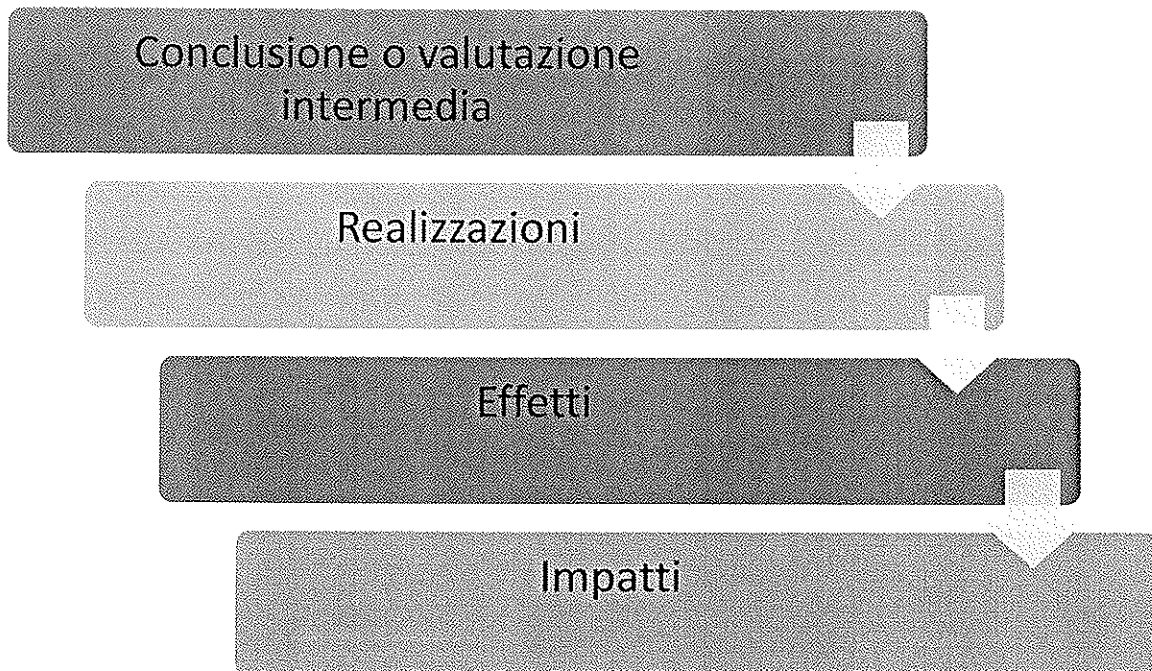 Conclusione o valutazione
intermedia
Realizzazioni
Effetti
Impatti